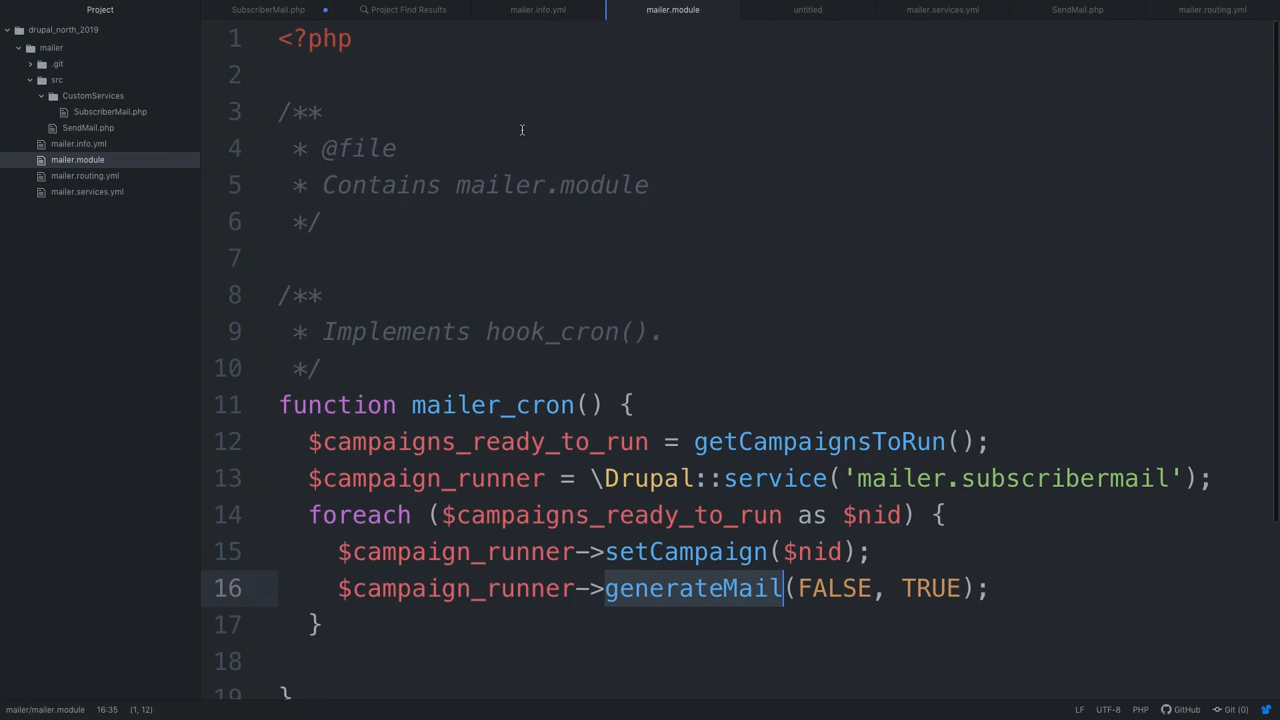 Project
SubscriberMail.php
Project Find Results
mailer.info.yml
mailer.module
untitled
mailer.services.yml
SendMail.php
mailer.routing.yml
drupal_north_2019
mailer
.git
src
CustomServices
SubscriberMail.php
SendMail.php
mailer.info.yml
mailer.module
mailer.routing.yml
mailer.services.yml
1 <?php
2
3 /**
4 * @file
5 * Contains mailer.module
6 */
7
8 /**
9 * Implements hook_cron().
10 */
11 function mailer_cron() {
12 $campaigns_ready_to_run = getCampaignsToRun();
13 $campaign_runner = \Drupal::service('mailer.subscribermail');
14 foreach ($campaigns_ready_to_run as $nid) {
15 $campaign_runner->setCampaign($nid);
16 $campaign_runner->generateMail(FALSE, TRUE);
17 }
18
19 }
mailer/mailer.module 16:35 (1, 12)
LF UTF-8 PHP GitHub Git (0)